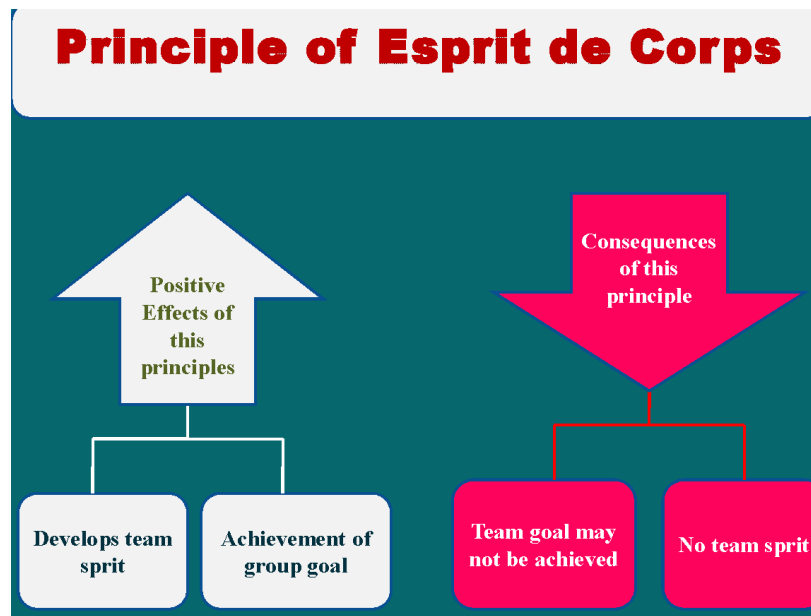 Principle of Esprit de Corps
Positive
Effects of
this
principles
Develops team
sprit
Achievement of
group goal
Consequences
of this
principle
Team goal may
not be achieved
No team sprit